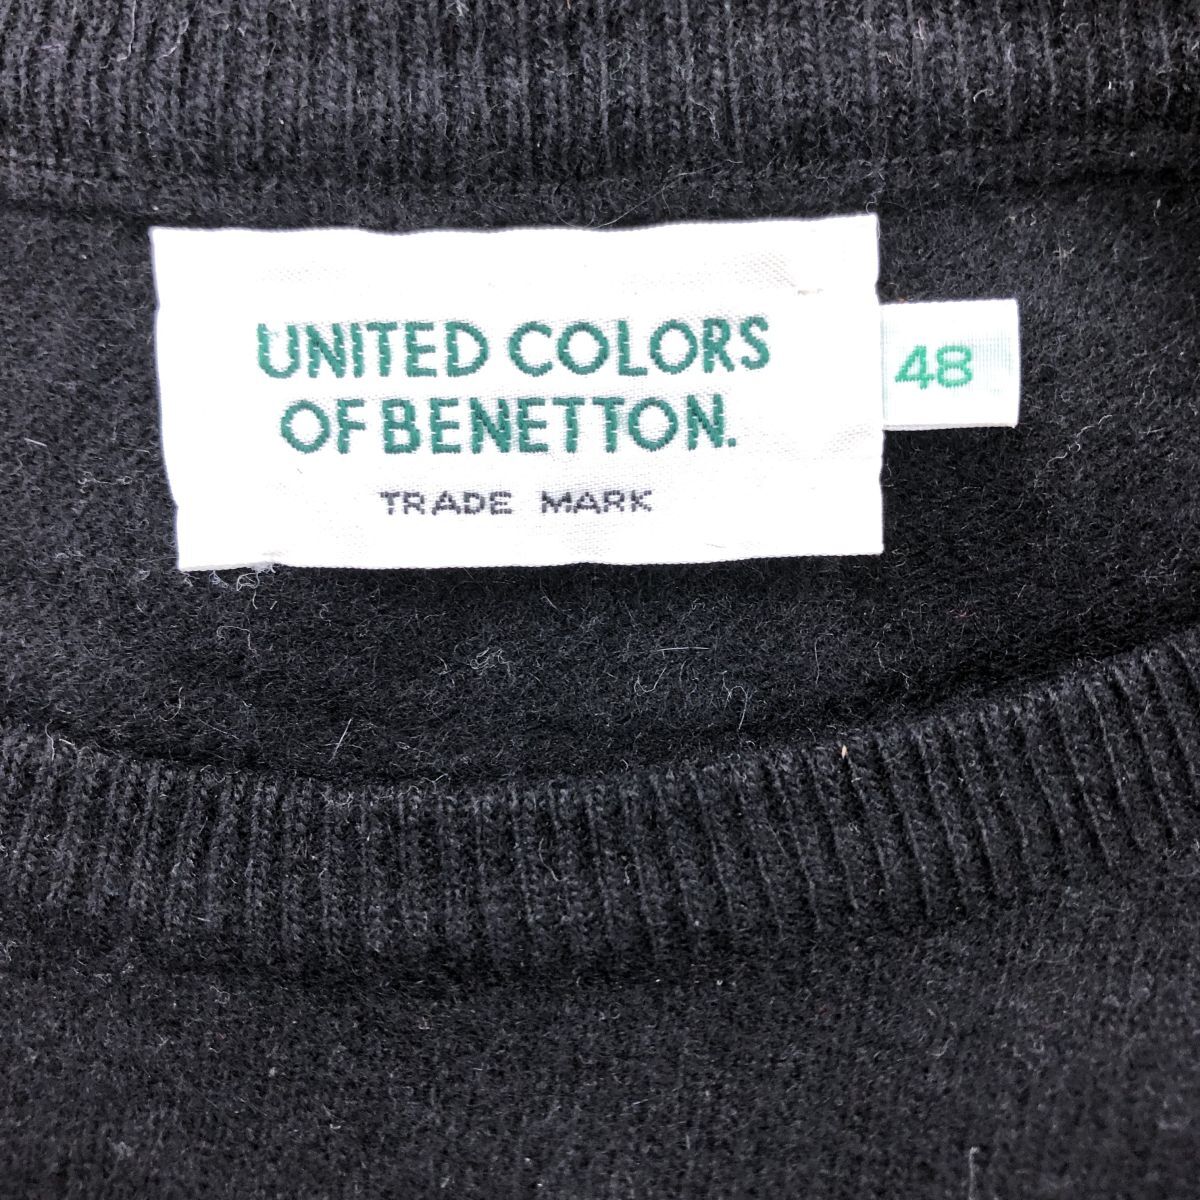 UNITED COLORS
OF BENETTON.
TRADE MARK
48